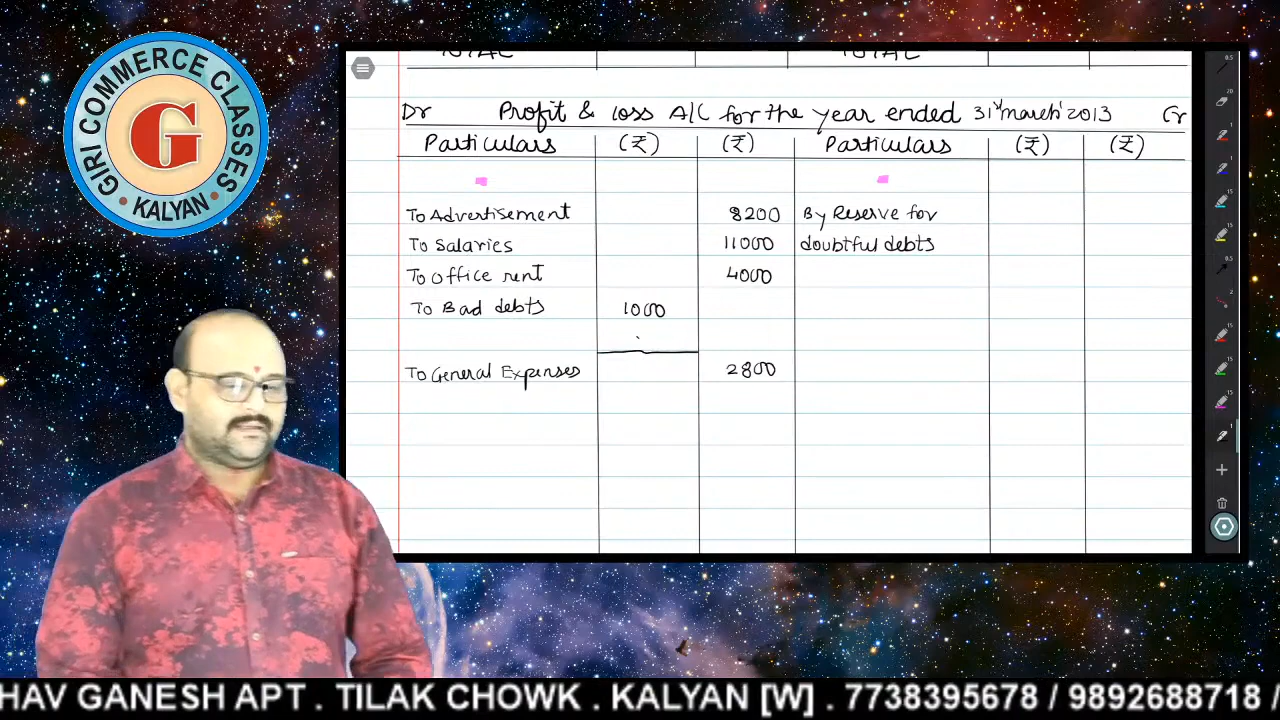 GIRI COMMERCE CLASSES
G
KALYAN
TOTAL TOTAL
Dr Profit & loss A/C for the year ended 31st march' 2013 Cr
Particulars (₹) (₹) Particulars (₹) (₹)
To Advertisement 8200 By Reserve for
To Salaries 11000 doubtful debts
To Office rent 4000
To Bad debts 1000
To General Expenses 2800
HAV GANESH APT . TILAK CHOWK . KALYAN [W] . 7738395678 / 9892688718 /